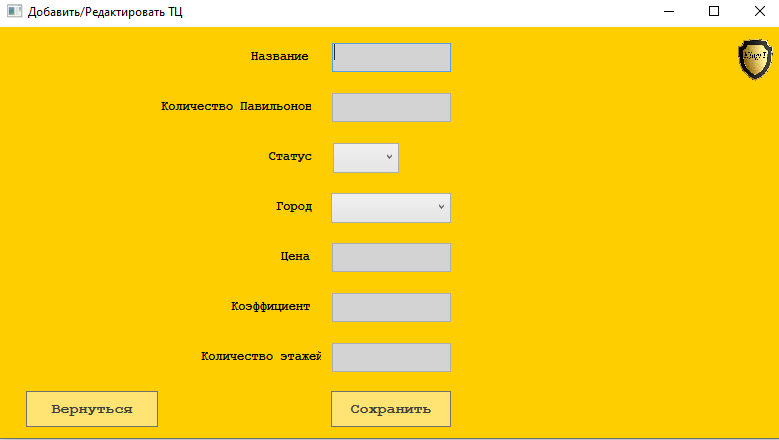 Добавить/Редактировать ТЦ
Название
Количество Павильонов
Статус
Город
Цена
Коэффициент
Количество этажей
Вернуться
Сохранить